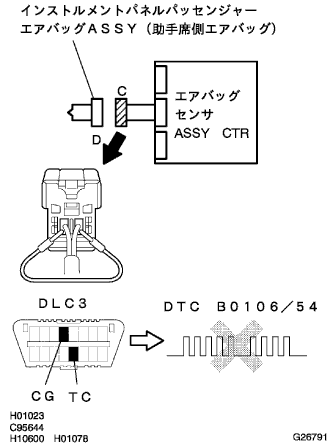 インストルメントパネルパッセンジャー
エアバッグＡＳＳＹ（助手席側エアバッグ）
C
D
エアバッグ
センサ
ASSY CTR
ＤＬＣ３
ＣＧ ＴＣ
ＤＴＣ Ｂ０１０６／５４
H01023
C95644
H10600 H01078
G26791